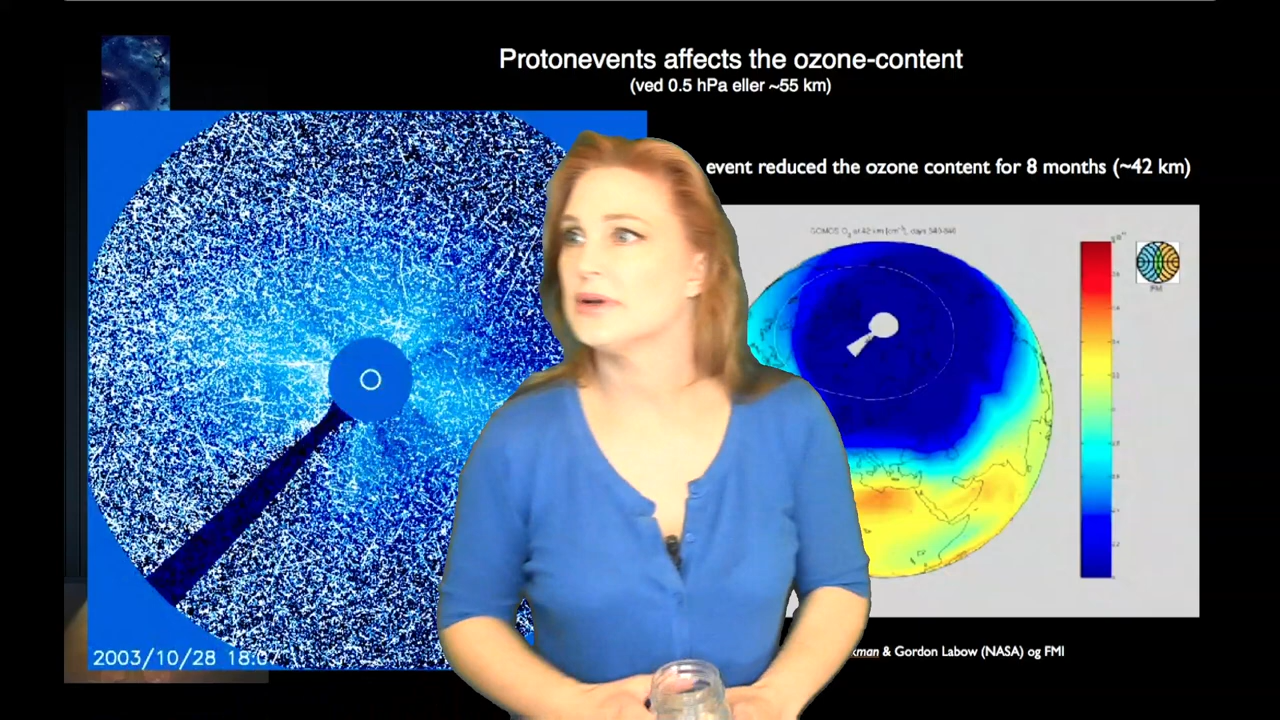 Protonevents affects the ozone-content
(ved 0.5 hPa eller ~55 km)
event reduced the ozone content for 8 months (~42 km)
2003/10/28 18:
& Gordon Labow (NASA) og FMI